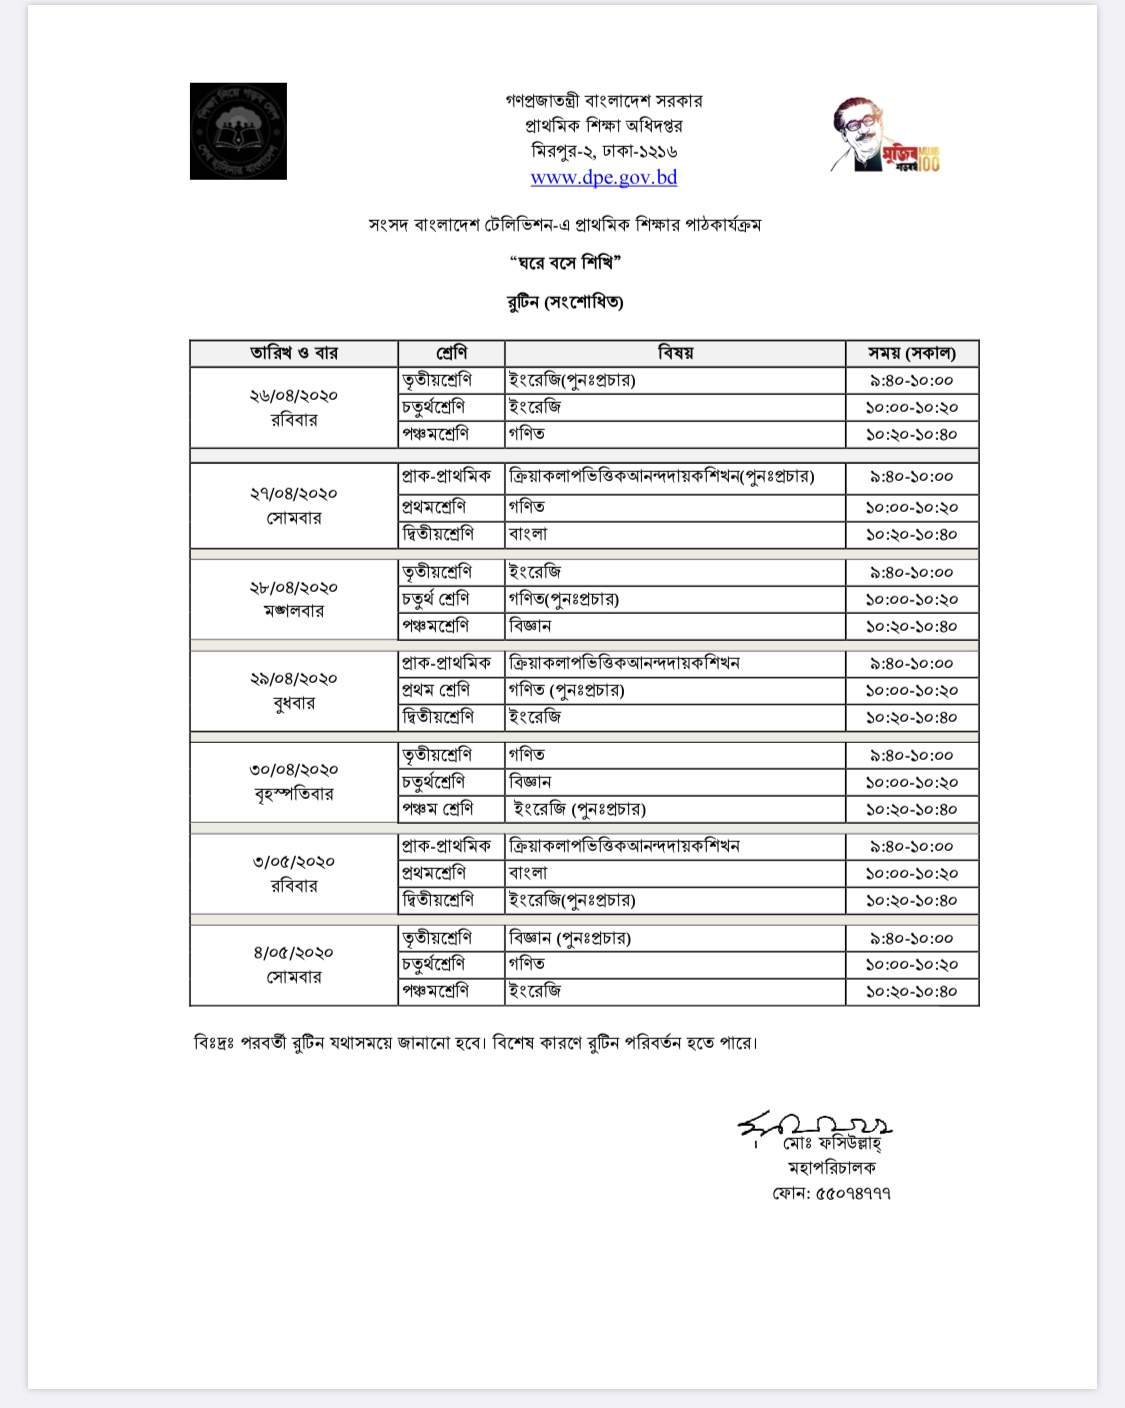 শিক্ষা নিয়ে গড়ব দেশ
শেখ হাসিনার বাংলাদেশ
গণপ্রজাতন্ত্রী বাংলাদেশ সরকার
প্রাথমিক শিক্ষা অধিদপ্তর
মিরপুর-২, ঢাকা-১২১৬
www.dpe.gov.bd
মুজিব MUJIB
শতবর্ষ 100
সংসদ বাংলাদেশ টেলিভিশন-এ প্রাথমিক শিক্ষার পাঠকার্যক্রম
“ঘরে বসে শিখি”
রুটিন (সংশোধিত)
তারিখ ও বার শ্রেণি বিষয় সময় (সকাল)
২৬/০৪/২০২০ রবিবার
তৃতীয়শ্রেণি ইংরেজি(পুনঃপ্রচার) ৯:৪০-১০:০০
চতুর্থশ্রেণি ইংরেজি ১০:০০-১০:২০
পঞ্চমশ্রেণি গণিত ১০:২০-১০:৪০
২৭/০৪/২০২০ সোমবার
প্রাক-প্রাথমিক ক্রিয়াকলাপভিত্তিকআনন্দদায়কশিখন(পুনঃপ্রচার) ৯:৪০-১০:০০
প্রথমশ্রেণি গণিত ১০:০০-১০:২০
দ্বিতীয়শ্রেণি বাংলা ১০:২০-১০:৪০
২৮/০৪/২০২০ মঙ্গলবার
তৃতীয়শ্রেণি ইংরেজি ৯:৪০-১০:০০
চতুর্থ শ্রেণি গণিত(পুনঃপ্রচার) ১০:০০-১০:২০
পঞ্চমশ্রেণি বিজ্ঞান ১০:২০-১০:৪০
২৯/০৪/২০২০ বুধবার
প্রাক-প্রাথমিক ক্রিয়াকলাপভিত্তিকআনন্দদায়কশিখন ৯:৪০-১০:০০
প্রথম শ্রেণি গণিত (পুনঃপ্রচার) ১০:০০-১০:২০
দ্বিতীয়শ্রেণি ইংরেজি ১০:২০-১০:৪০
৩০/০৪/২০২০ বৃহস্পতিবার
তৃতীয়শ্রেণি গণিত ৯:৪০-১০:০০
চতুর্থশ্রেণি বিজ্ঞান ১০:০০-১০:২০
পঞ্চম শ্রেণি ইংরেজি (পুনঃপ্রচার) ১০:২০-১০:৪০
৩/০৫/২০২০ রবিবার
প্রাক-প্রাথমিক ক্রিয়াকলাপভিত্তিকআনন্দদায়কশিখন ৯:৪০-১০:০০
প্রথমশ্রেণি বাংলা ১০:০০-১০:২০
দ্বিতীয়শ্রেণি ইংরেজি(পুনঃপ্রচার) ১০:২০-১০:৪০
৪/০৫/২০২০ সোমবার
তৃতীয়শ্রেণি বিজ্ঞান (পুনঃপ্রচার) ৯:৪০-১০:০০
চতুর্থশ্রেণি গণিত ১০:০০-১০:২০
পঞ্চমশ্রেণি ইংরেজি ১০:২০-১০:৪০
বিঃদ্রঃ পরবর্তী রুটিন যথাসময়ে জানানো হবে। বিশেষ কারণে রুটিন পরিবর্তন হতে পারে।
মোঃ ফসিউল্লাহ্
মহাপরিচালক
ফোন: ৫৫০৭৪৭৭৭